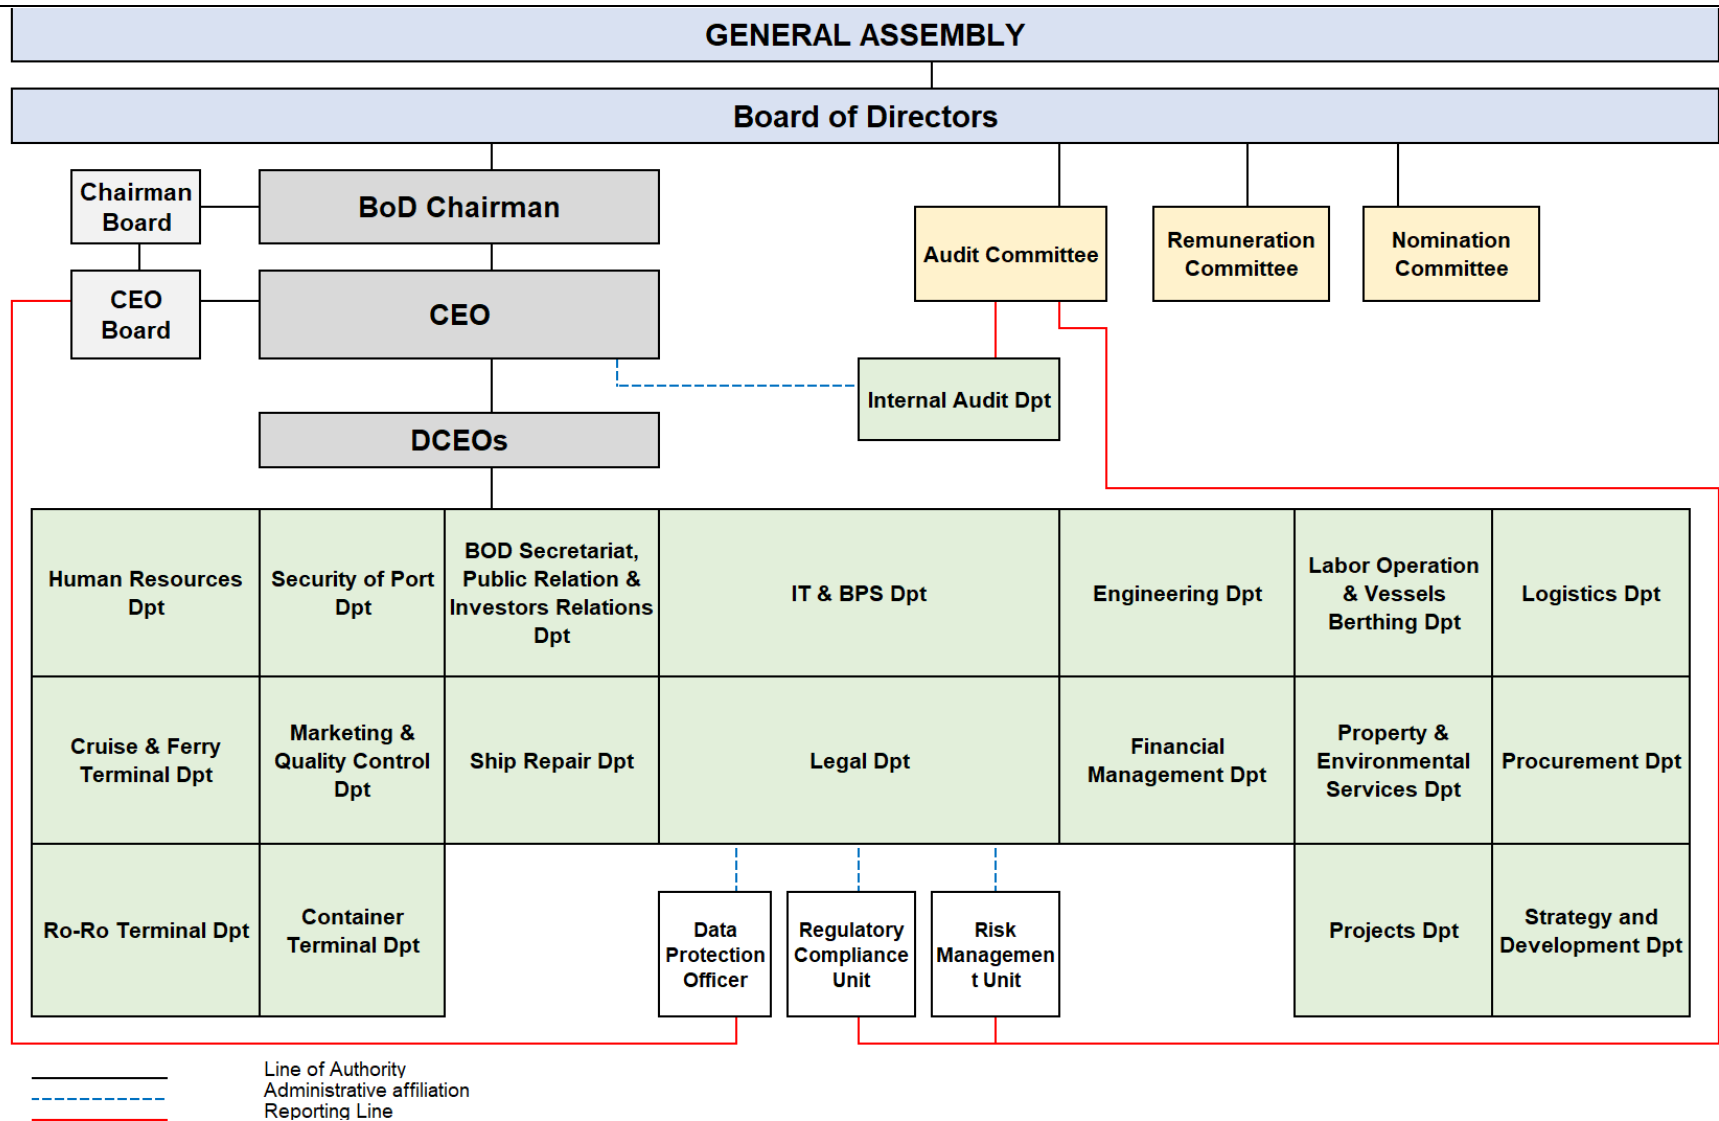 GENERAL ASSEMBLY
Board of Directors
Chairman
Board
BoD Chairman
Audit Committee
Remuneration
Committee
Nomination
Committee
CEO
Board
CEO
Internal Audit Dpt
DCEOs
Human Resources
Dpt
Security of Port
Dpt
BOD Secretariat,
Public Relation &
Investors Relations
Dpt
IT & BPS Dpt
Engineering Dpt
Labor Operation
& Vessels
Berthing Dpt
Logistics Dpt
Cruise & Ferry
Terminal Dpt
Marketing &
Quality Control
Dpt
Ship Repair Dpt
Legal Dpt
Financial
Management Dpt
Property &
Environmental
Services Dpt
Procurement Dpt
Ro-Ro Terminal Dpt
Container
Terminal Dpt
Data
Protection
Officer
Regulatory
Compliance
Unit
Risk
Managemen
t Unit
Projects Dpt
Strategy and
Development Dpt
Line of Authority
Administrative affiliation
Reporting Line